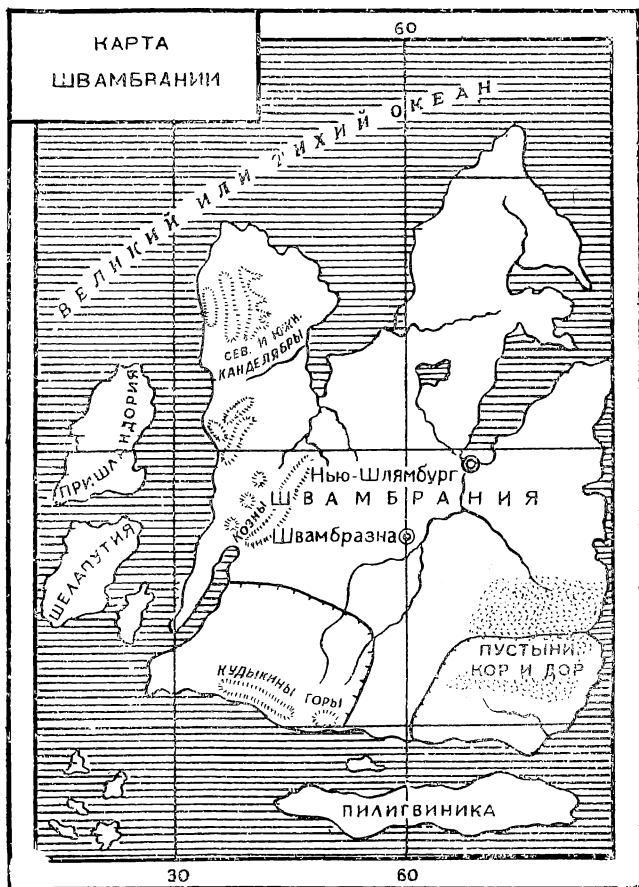 КАРТА
ШВАМБРАНИИ
60
ВЕЛИКИЙ ИЛИ ТИХИЙ ОКЕАН
СЕВ. И ЮЖН.
КАНДЕЛЯБРЫ
ПРИШЛАНДОРИЯ
КОЗНЫ
Нью-Шлямбург
ШВАМБРАНИЯ
Швамбразна
ШЕЛАПУТИЯ
ПУСТЫНИ
КОР И ДОР
КУДЫКИНЫ ГОРЫ
ПИЛИГВИНИКА
30
60